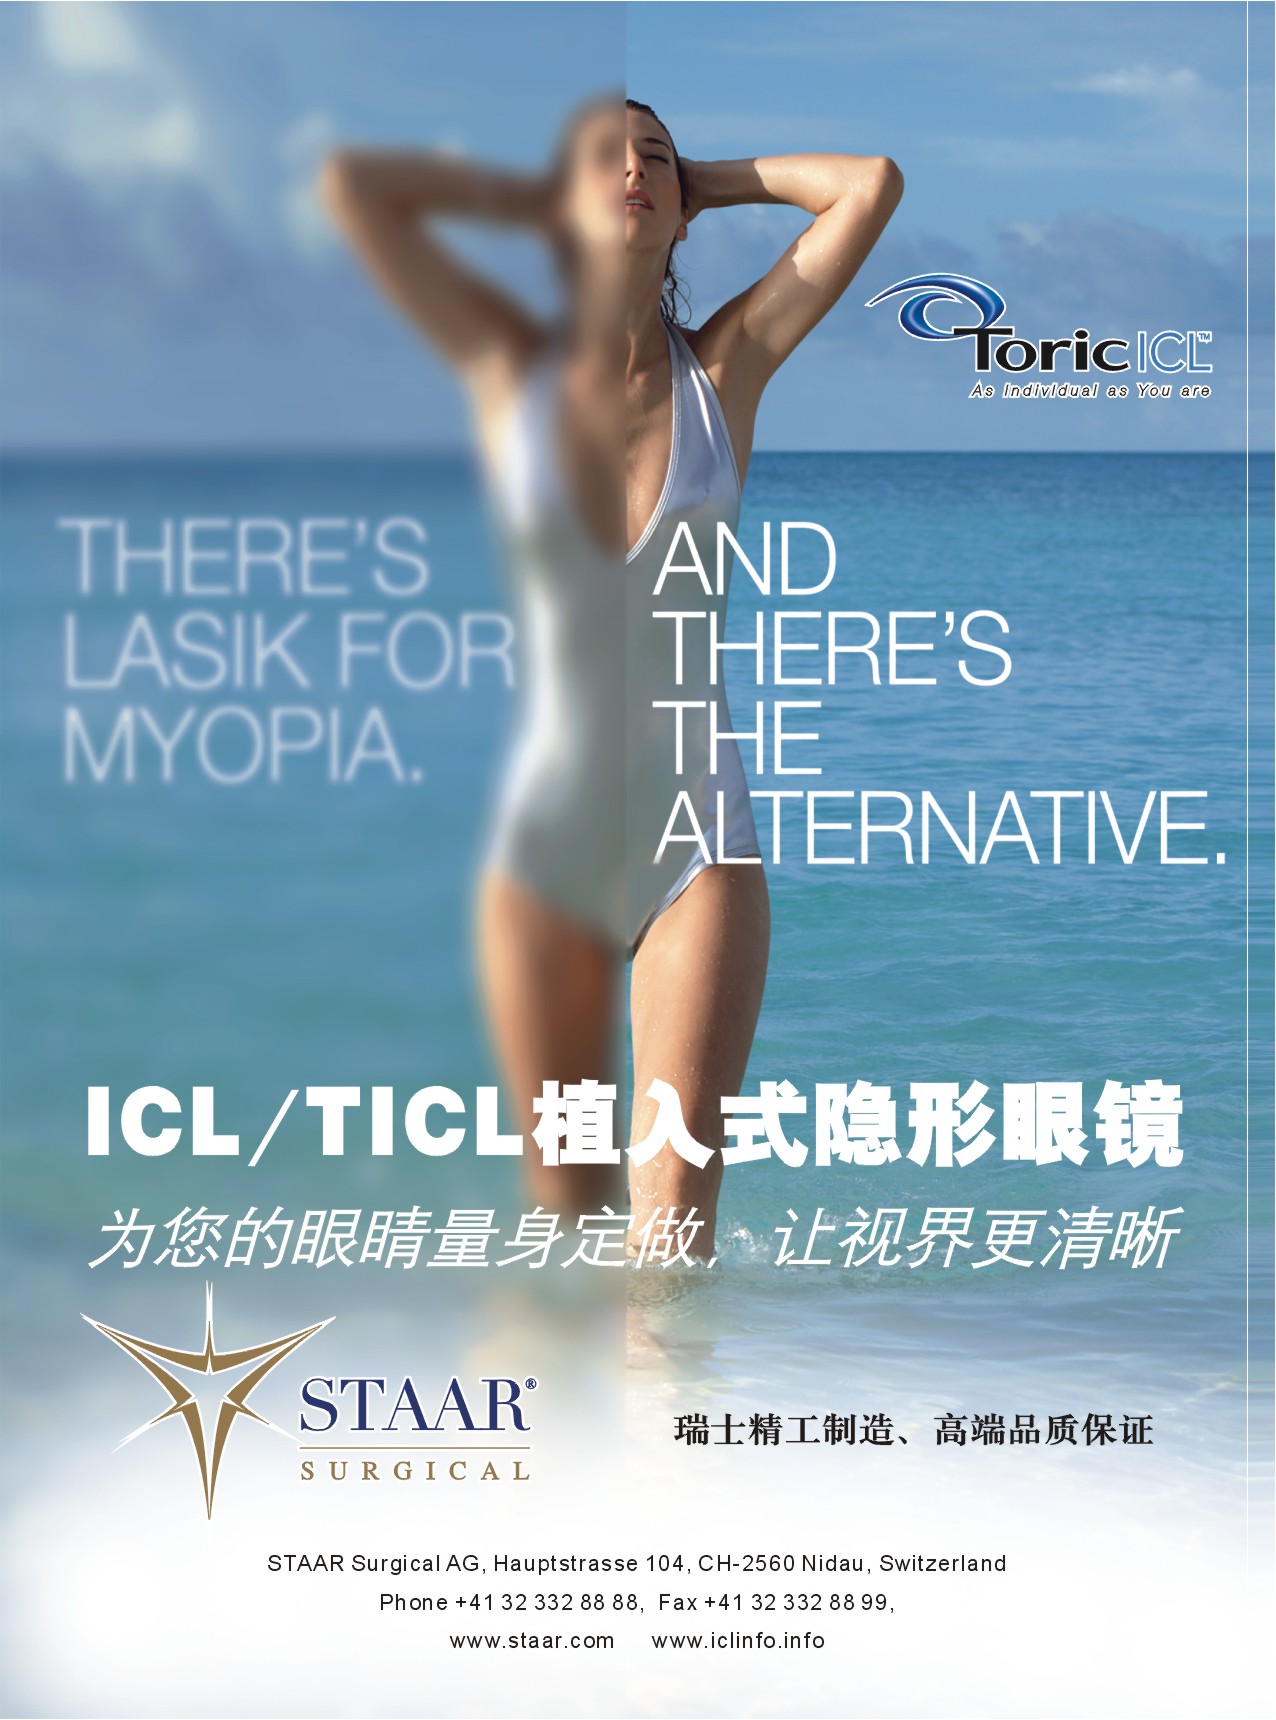 Toric ICL™
As Individual as You are
THERE'S
LASIK FOR
MYOPIA.
AND
THERE'S
THE
ALTERNATIVE.
ICL/TICL植入式隐形眼镜
为您的眼睛量身定做，让视界更清晰
STAAR®
SURGICAL
瑞士精工制造、高端品质保证
STAAR Surgical AG, Hauptstrasse 104, CH-2560 Nidau, Switzerland
Phone +41 32 332 88 88, Fax +41 32 332 88 99,
www.staar.com www.iclinfo.info